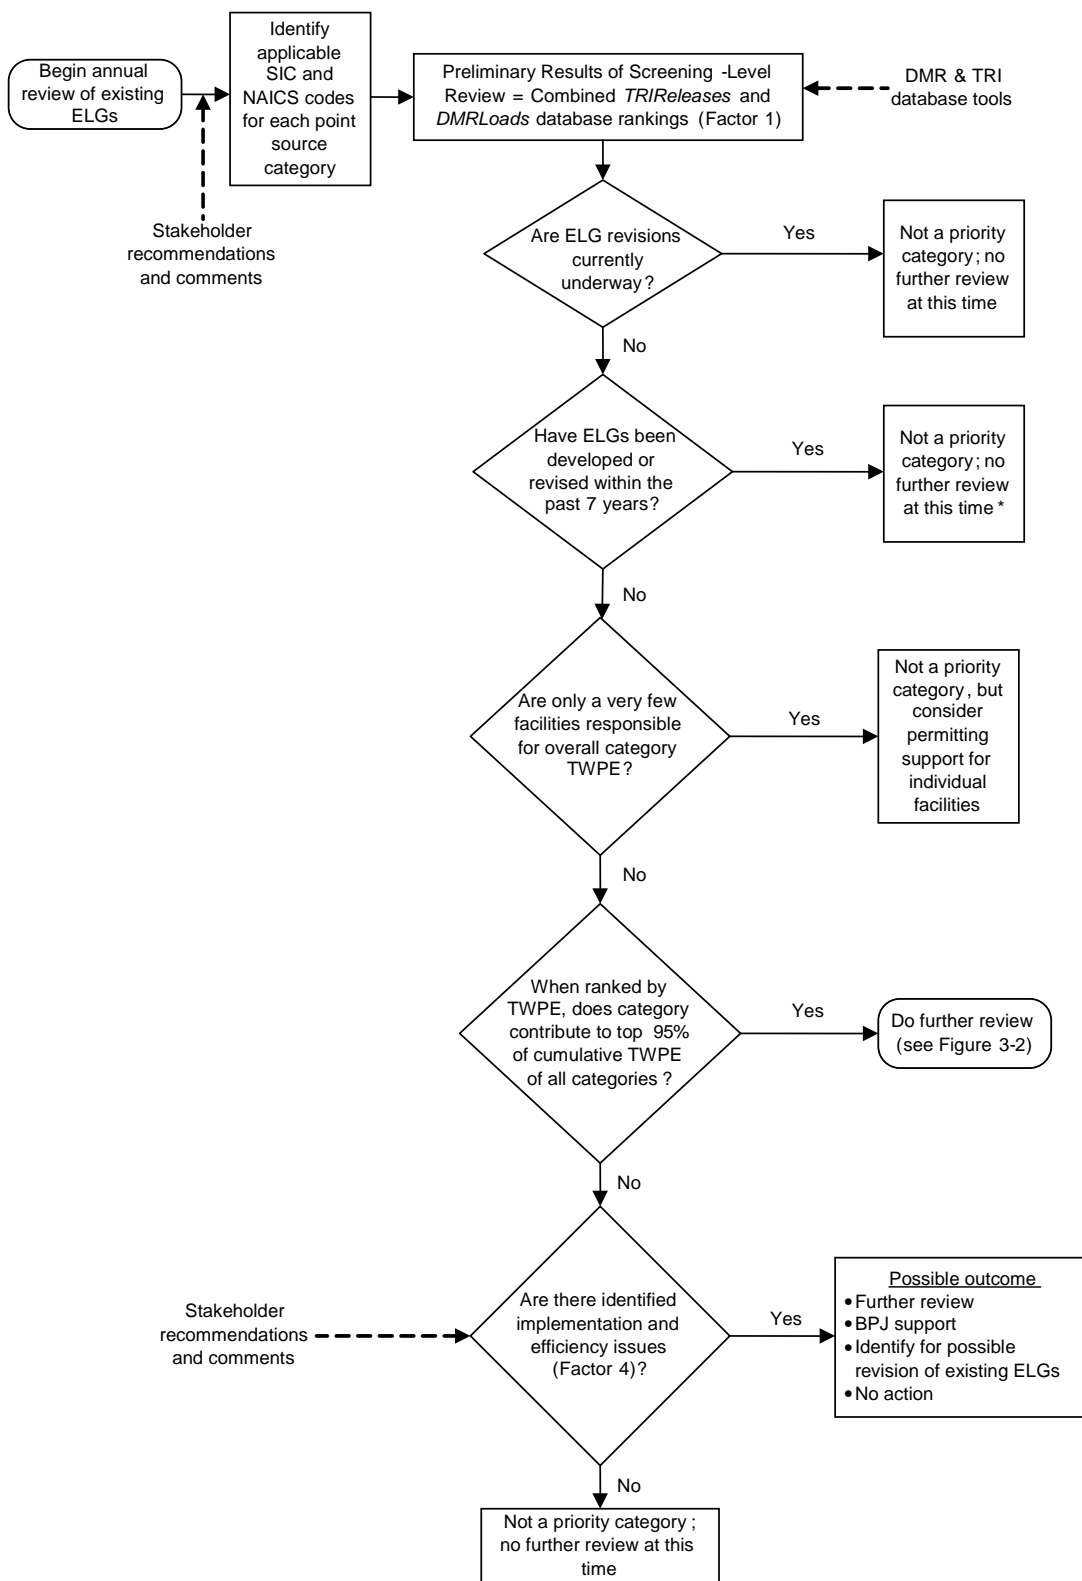 Begin annual
review of existing
ELGs
Identify
applicable
SIC and
NAICS codes
for each point
source
category
Preliminary Results of Screening -Level
Review = Combined TRIReleases and
DMRLoads database rankings (Factor 1)
DMR & TRI
database tools
Stakeholder
recommendations
and comments
Are ELG revisions
currently
underway?
Yes
Not a priority
category; no
further review
at this time
No
Have ELGs been
developed or
revised within the
past 7 years?
Yes
Not a priority
category; no
further review
at this time *
No
Are only a very few
facilities responsible
for overall category
TWPE?
Yes
Not a priority
category, but
consider
permitting
support for
individual
facilities
No
When ranked by
TWPE, does category
contribute to top 95%
of cumulative TWPE
of all categories ?
Yes
Do further review
(see Figure 3-2)
No
Stakeholder
recommendations
and comments
Are there identified
implementation and
efficiency issues
(Factor 4)?
Yes
Possible outcome
• Further review
• BPJ support
• Identify for possible
revision of existing ELGs
• No action
No
Not a priority category ;
no further review at this
time